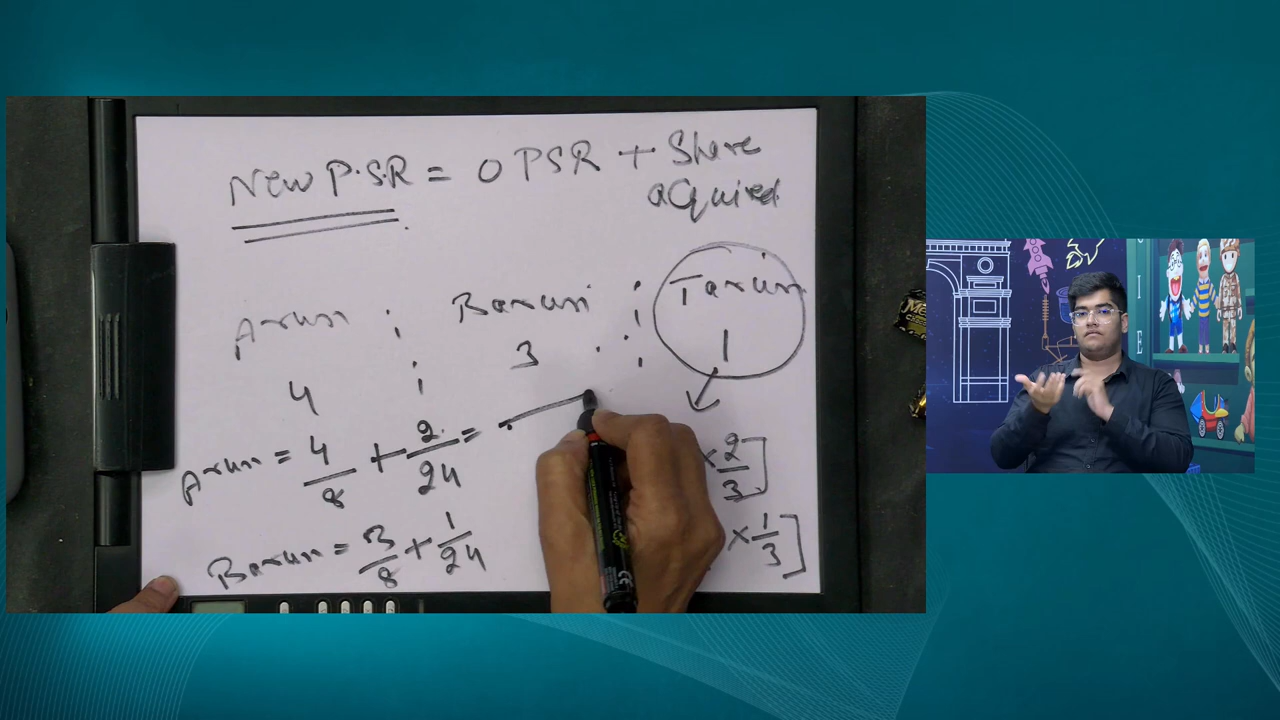 New P.S.R = O PSR + Share
acquired
Arun : Barun : Tarun
4 : 3 : 1
Arun = 4/8 + 2/24 =
× 2/3]
Barun = 3/8 + 1/24
× 1/3]